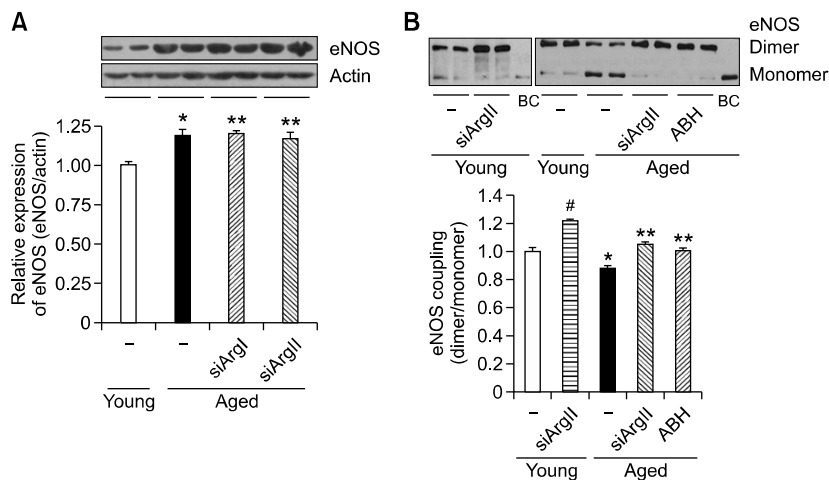 A
eNOS
Actin
Relative expression
of eNOS (eNOS/actin)
1.25
1.00
0.75
0.50
0.25
0
* ** **
– – siArgI siArgII
Young Aged
B
eNOS
Dimer
Monomer
BC BC
– siArgII – – siArgII ABH
Young Young Aged
eNOS coupling
(dimer/monomer)
1.4
1.2
1.0
0.8
0.6
0.4
0.2
0
# * ** **
– siArgII – siArgII ABH
Young Aged